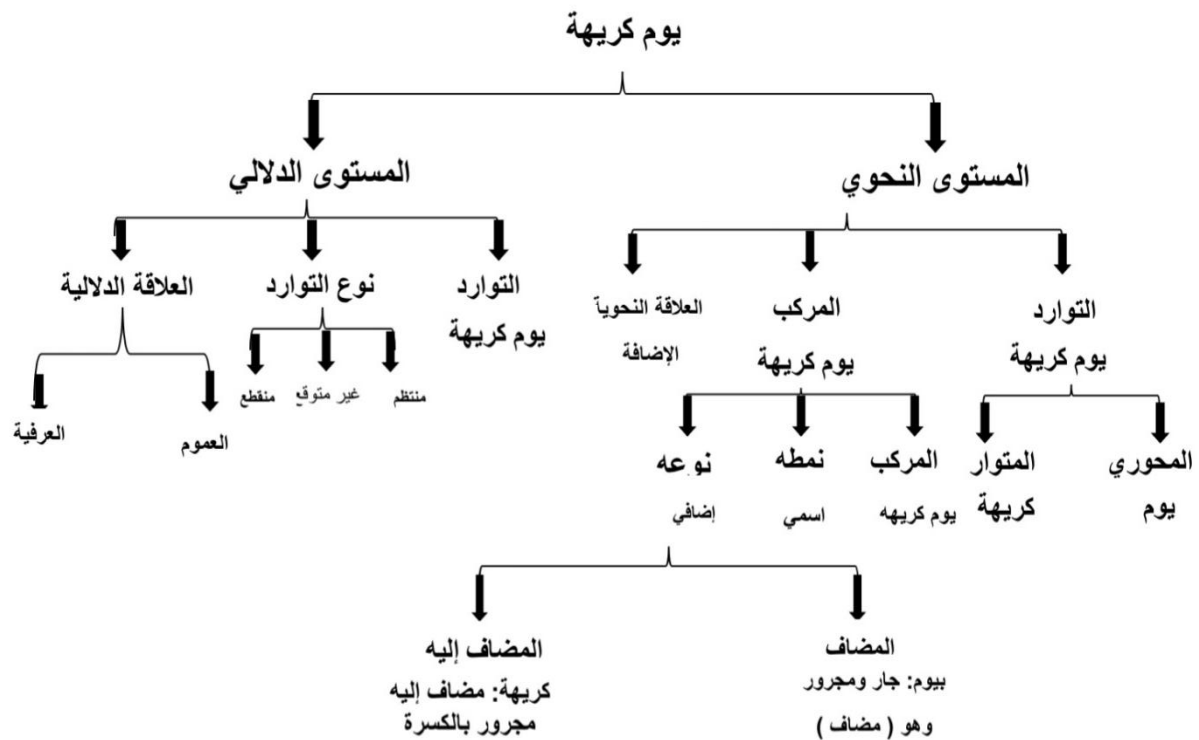 يوم كريهة
المستوى النحوي
المستوى الدلالي
التوارد
يوم كريهة
المركب
يوم كريهة
العلاقة النحوية
الإضافة
التوارد
يوم كريهة
نوع التوارد
العلاقة الدلالية
المحوري
يوم
المتوار
كريهة
المركب
يوم كريهه
نمطه
اسمي
نوعه
إضافي
منتظم
غير متوقع
منقطع
العموم
العرفية
المضاف
بيوم: جار ومجرور
وهو ( مضاف )
المضاف إليه
كريهة: مضاف إليه
مجرور بالكسرة